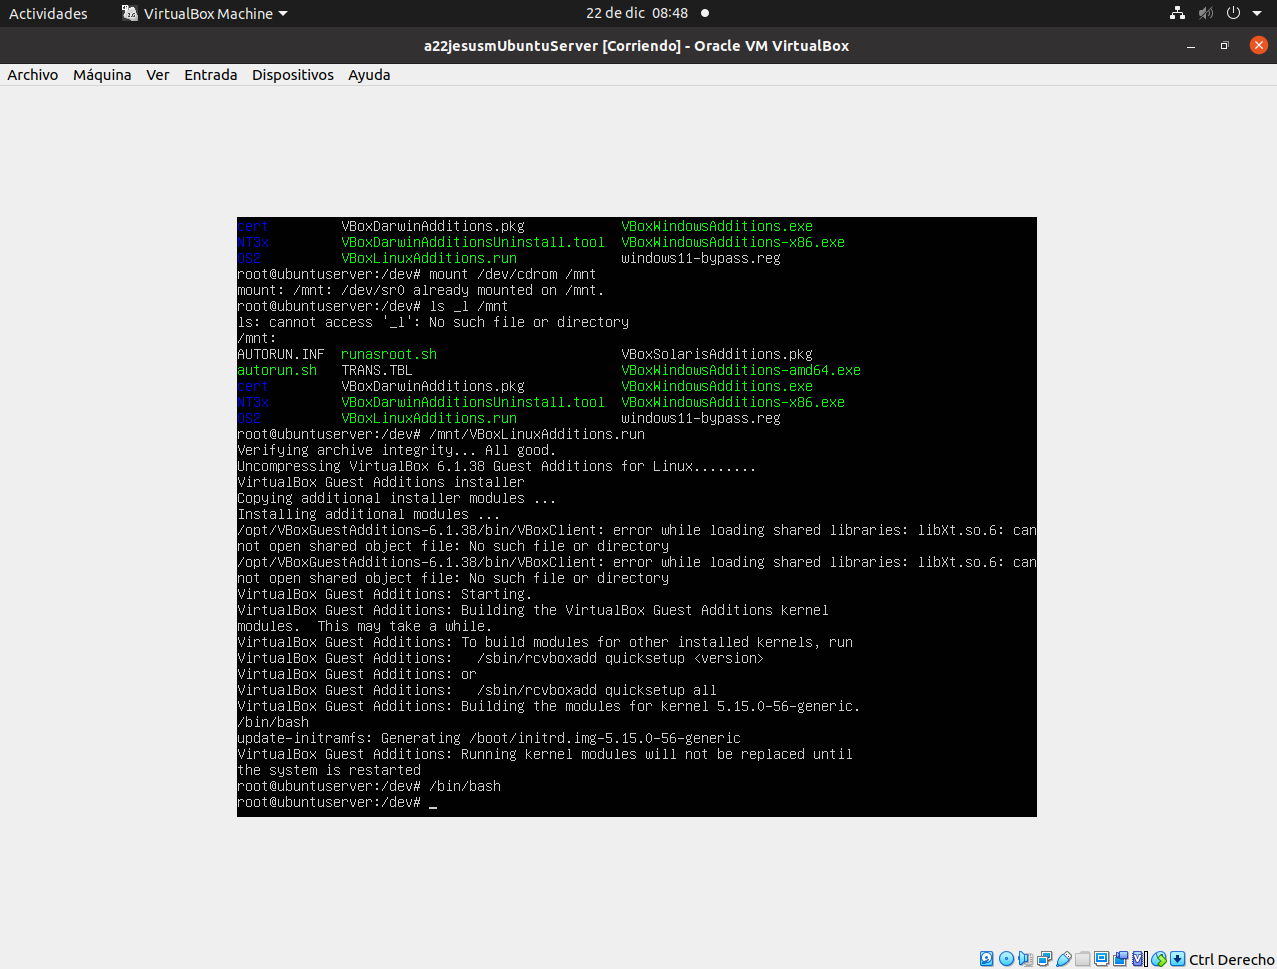 Actividades VirtualBox Machine 22 de dic 08:48
a22jesusmUbuntuServer [Corriendo] - Oracle VM VirtualBox
Archivo Máquina Ver Entrada Dispositivos Ayuda
cert VBoxDarwinAdditions.pkg VBoxWindowsAdditions.exe
NT3x VBoxDarwinAdditionsUninstall.tool VBoxWindowsAdditions-x86.exe
OS2 VBoxLinuxAdditions.run windows11-bypass.reg
root@ubuntuserver:/dev# mount /dev/cdrom /mnt
mount: /mnt: /dev/sr0 already mounted on /mnt.
root@ubuntuserver:/dev# ls _l /mnt
ls: cannot access '_l': No such file or directory
/mnt:
AUTORUN.INF runasroot.sh VBoxSolarisAdditions.pkg
autorun.sh TRANS.TBL VBoxWindowsAdditions-amd64.exe
cert VBoxDarwinAdditions.pkg VBoxWindowsAdditions.exe
NT3x VBoxDarwinAdditionsUninstall.tool VBoxWindowsAdditions-x86.exe
OS2 VBoxLinuxAdditions.run windows11-bypass.reg
root@ubuntuserver:/dev# /mnt/VBoxLinuxAdditions.run
Verifying archive integrity... All good.
Uncompressing VirtualBox 6.1.38 Guest Additions for Linux........
VirtualBox Guest Additions installer
Copying additional installer modules ...
Installing additional modules ...
/opt/VBoxGuestAdditions-6.1.38/bin/VBoxClient: error while loading shared libraries: libXt.so.6: can
not open shared object file: No such file or directory
/opt/VBoxGuestAdditions-6.1.38/bin/VBoxClient: error while loading shared libraries: libXt.so.6: can
not open shared object file: No such file or directory
VirtualBox Guest Additions: Starting.
VirtualBox Guest Additions: Building the VirtualBox Guest Additions kernel
modules.  This may take a while.
VirtualBox Guest Additions: To build modules for other installed kernels, run
VirtualBox Guest Additions:   /sbin/rcvboxadd quicksetup <version>
VirtualBox Guest Additions: or
VirtualBox Guest Additions:   /sbin/rcvboxadd quicksetup all
VirtualBox Guest Additions: Building the modules for kernel 5.15.0-56-generic.
/bin/bash
update-initramfs: Generating /boot/initrd.img-5.15.0-56-generic
VirtualBox Guest Additions: Running kernel modules will not be replaced until
the system is restarted
root@ubuntuserver:/dev# /bin/bash
root@ubuntuserver:/dev# _
Ctrl Derecho